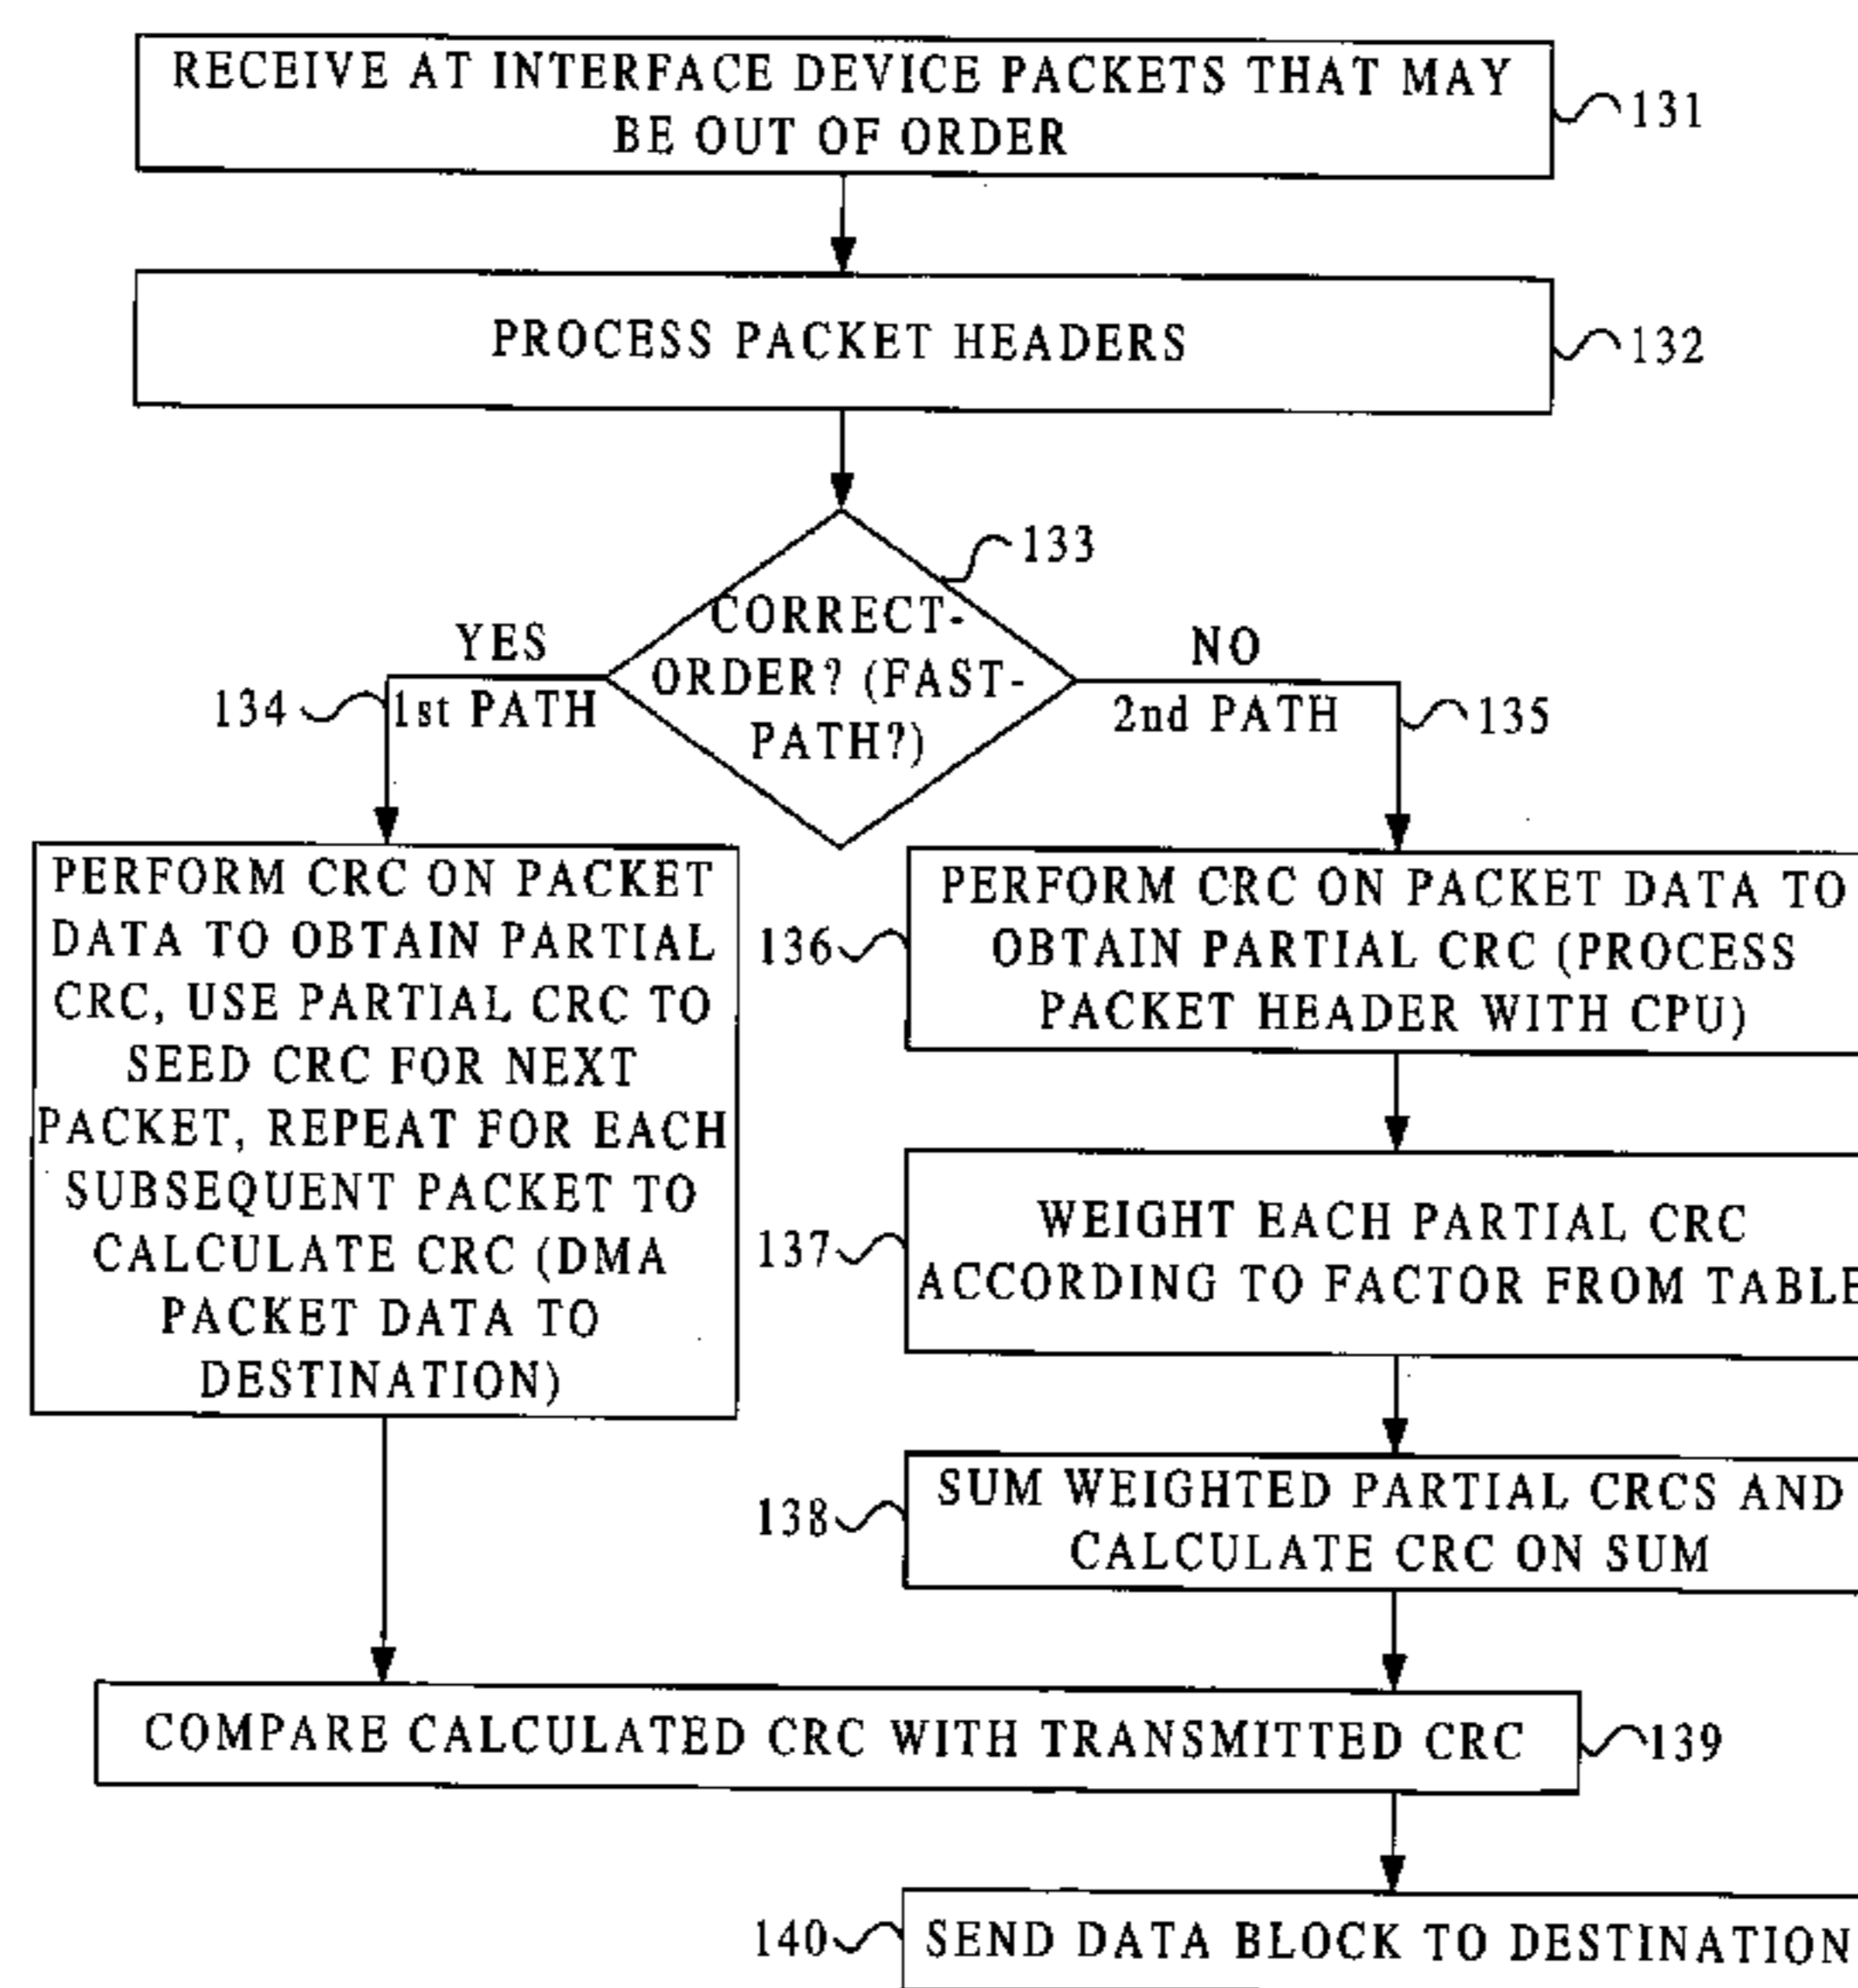 RECEIVE AT INTERFACE DEVICE PACKETS THAT MAY
BE OUT OF ORDER
131
PROCESS PACKET HEADERS
132
133
CORRECT-
ORDER? (FAST-
PATH?)
YES
134
1st PATH
NO
2nd PATH
135
PERFORM CRC ON PACKET
DATA TO OBTAIN PARTIAL
CRC, USE PARTIAL CRC TO
SEED CRC FOR NEXT
PACKET, REPEAT FOR EACH
SUBSEQUENT PACKET TO
CALCULATE CRC (DMA
PACKET DATA TO
DESTINATION)
136
PERFORM CRC ON PACKET DATA TO
OBTAIN PARTIAL CRC (PROCESS
PACKET HEADER WITH CPU)
137
WEIGHT EACH PARTIAL CRC
ACCORDING TO FACTOR FROM TABLE
138
SUM WEIGHTED PARTIAL CRCS AND
CALCULATE CRC ON SUM
COMPARE CALCULATED CRC WITH TRANSMITTED CRC
139
140
SEND DATA BLOCK TO DESTINATION